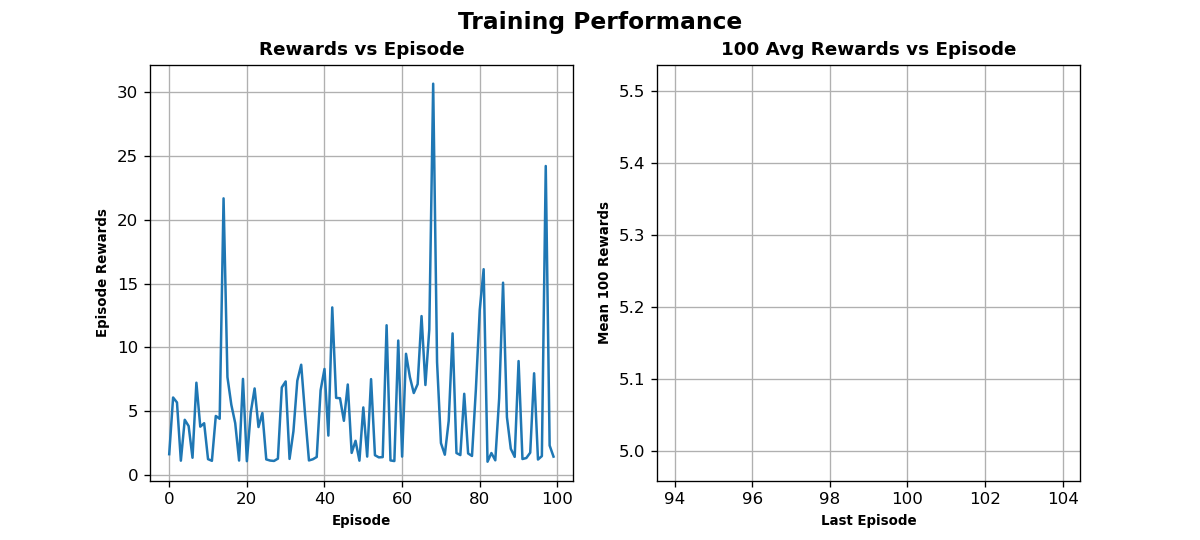 Training Performance
Rewards vs Episode
30
25
20
15
10
5
0
Episode Rewards
0 20 40 60 80 100
Episode
100 Avg Rewards vs Episode
5.5
5.4
5.3
5.2
5.1
5.0
Mean 100 Rewards
94 96 98 100 102 104
Last Episode